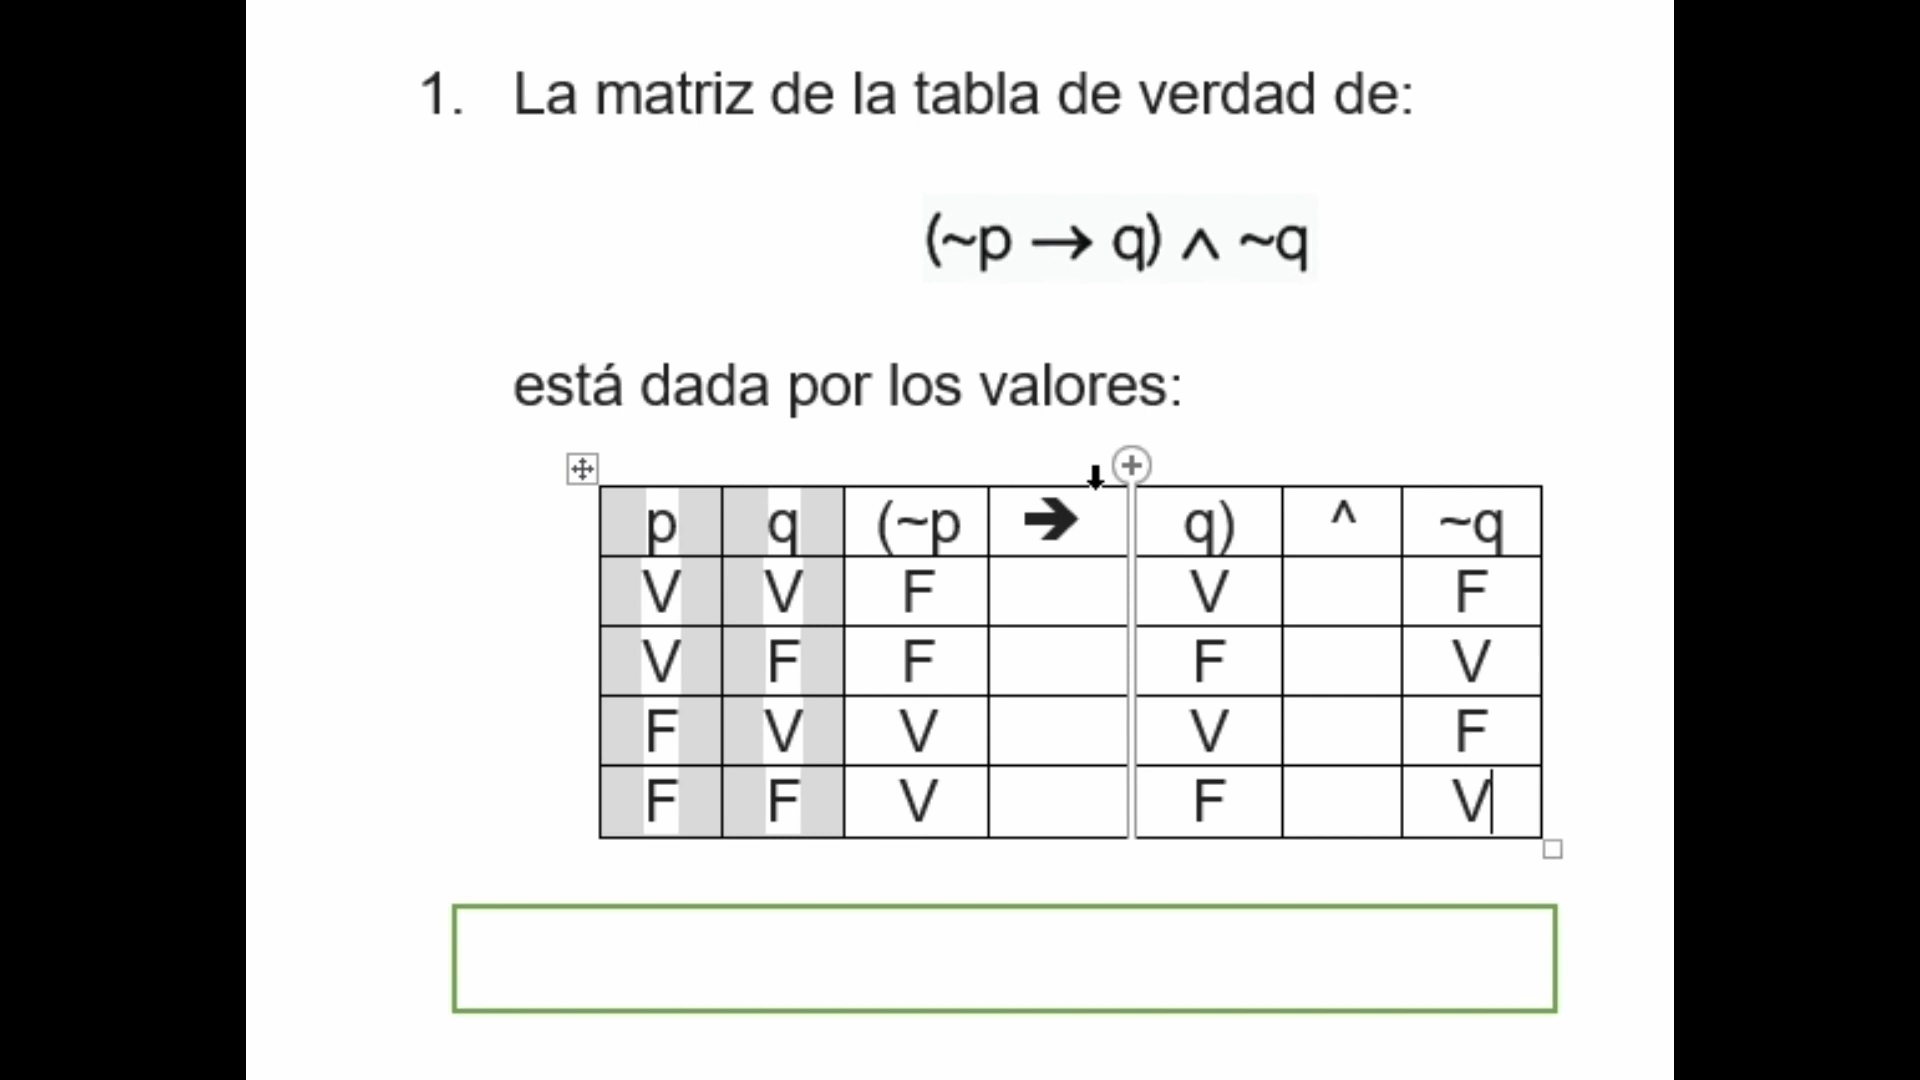 1. La matriz de la tabla de verdad de:
(~p → q) ∧ ~q
está dada por los valores:
p q (~p ➔ q) ^ ~q
V V F V F
V F F F V
F V V V F
F F V F V